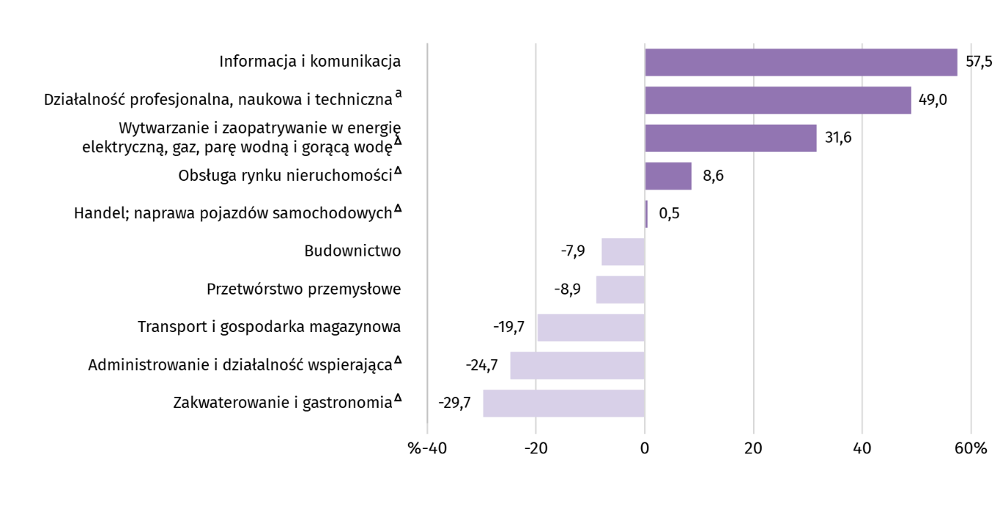 Informacja i komunikacja 57,5
Działalność profesjonalna, naukowa i techniczna a 49,0
Wytwarzanie i zaopatrywanie w energię
elektryczną, gaz, parę wodną i gorącą wodę Δ 31,6
Obsługa rynku nieruchomości Δ 8,6
Handel; naprawa pojazdów samochodowych Δ 0,5
Budownictwo -7,9
Przetwórstwo przemysłowe -8,9
Transport i gospodarka magazynowa -19,7
Administrowanie i działalność wspierająca Δ -24,7
Zakwaterowanie i gastronomia Δ -29,7
%-40 -20 0 20 40 60%